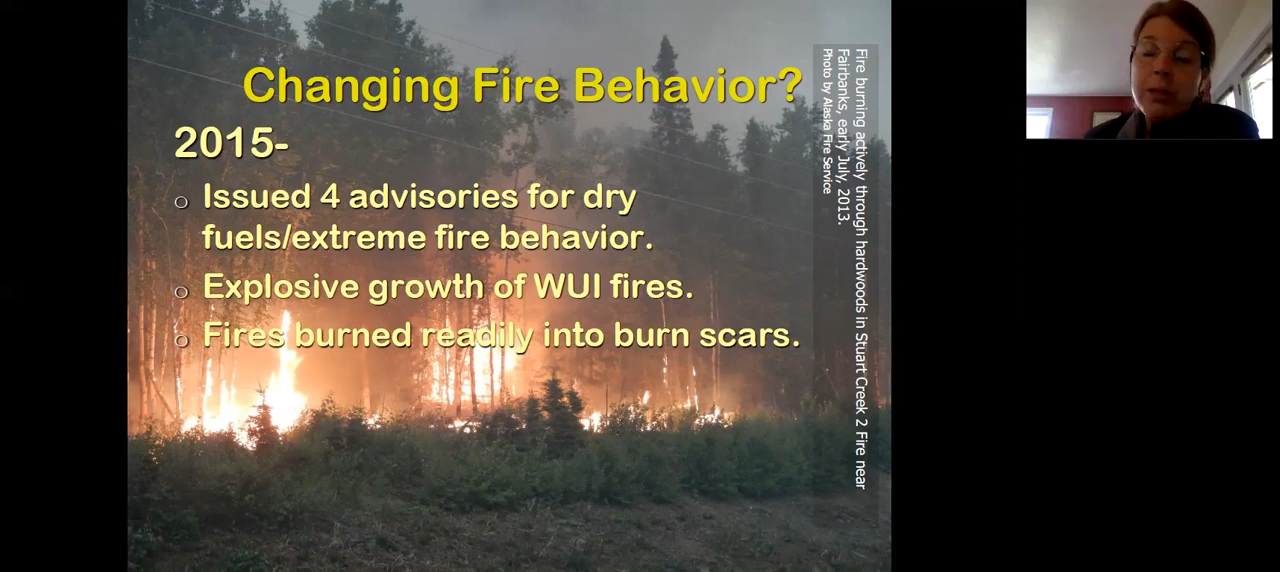 Changing Fire Behavior?
2015-
Issued 4 advisories for dry
fuels/extreme fire behavior.
Explosive growth of WUI fires.
Fires burned readily into burn scars.
Fire burning actively through hardwoods in Stuart Creek 2 Fire near
Fairbanks, early July, 2013.
Photo by Alaska Fire Service